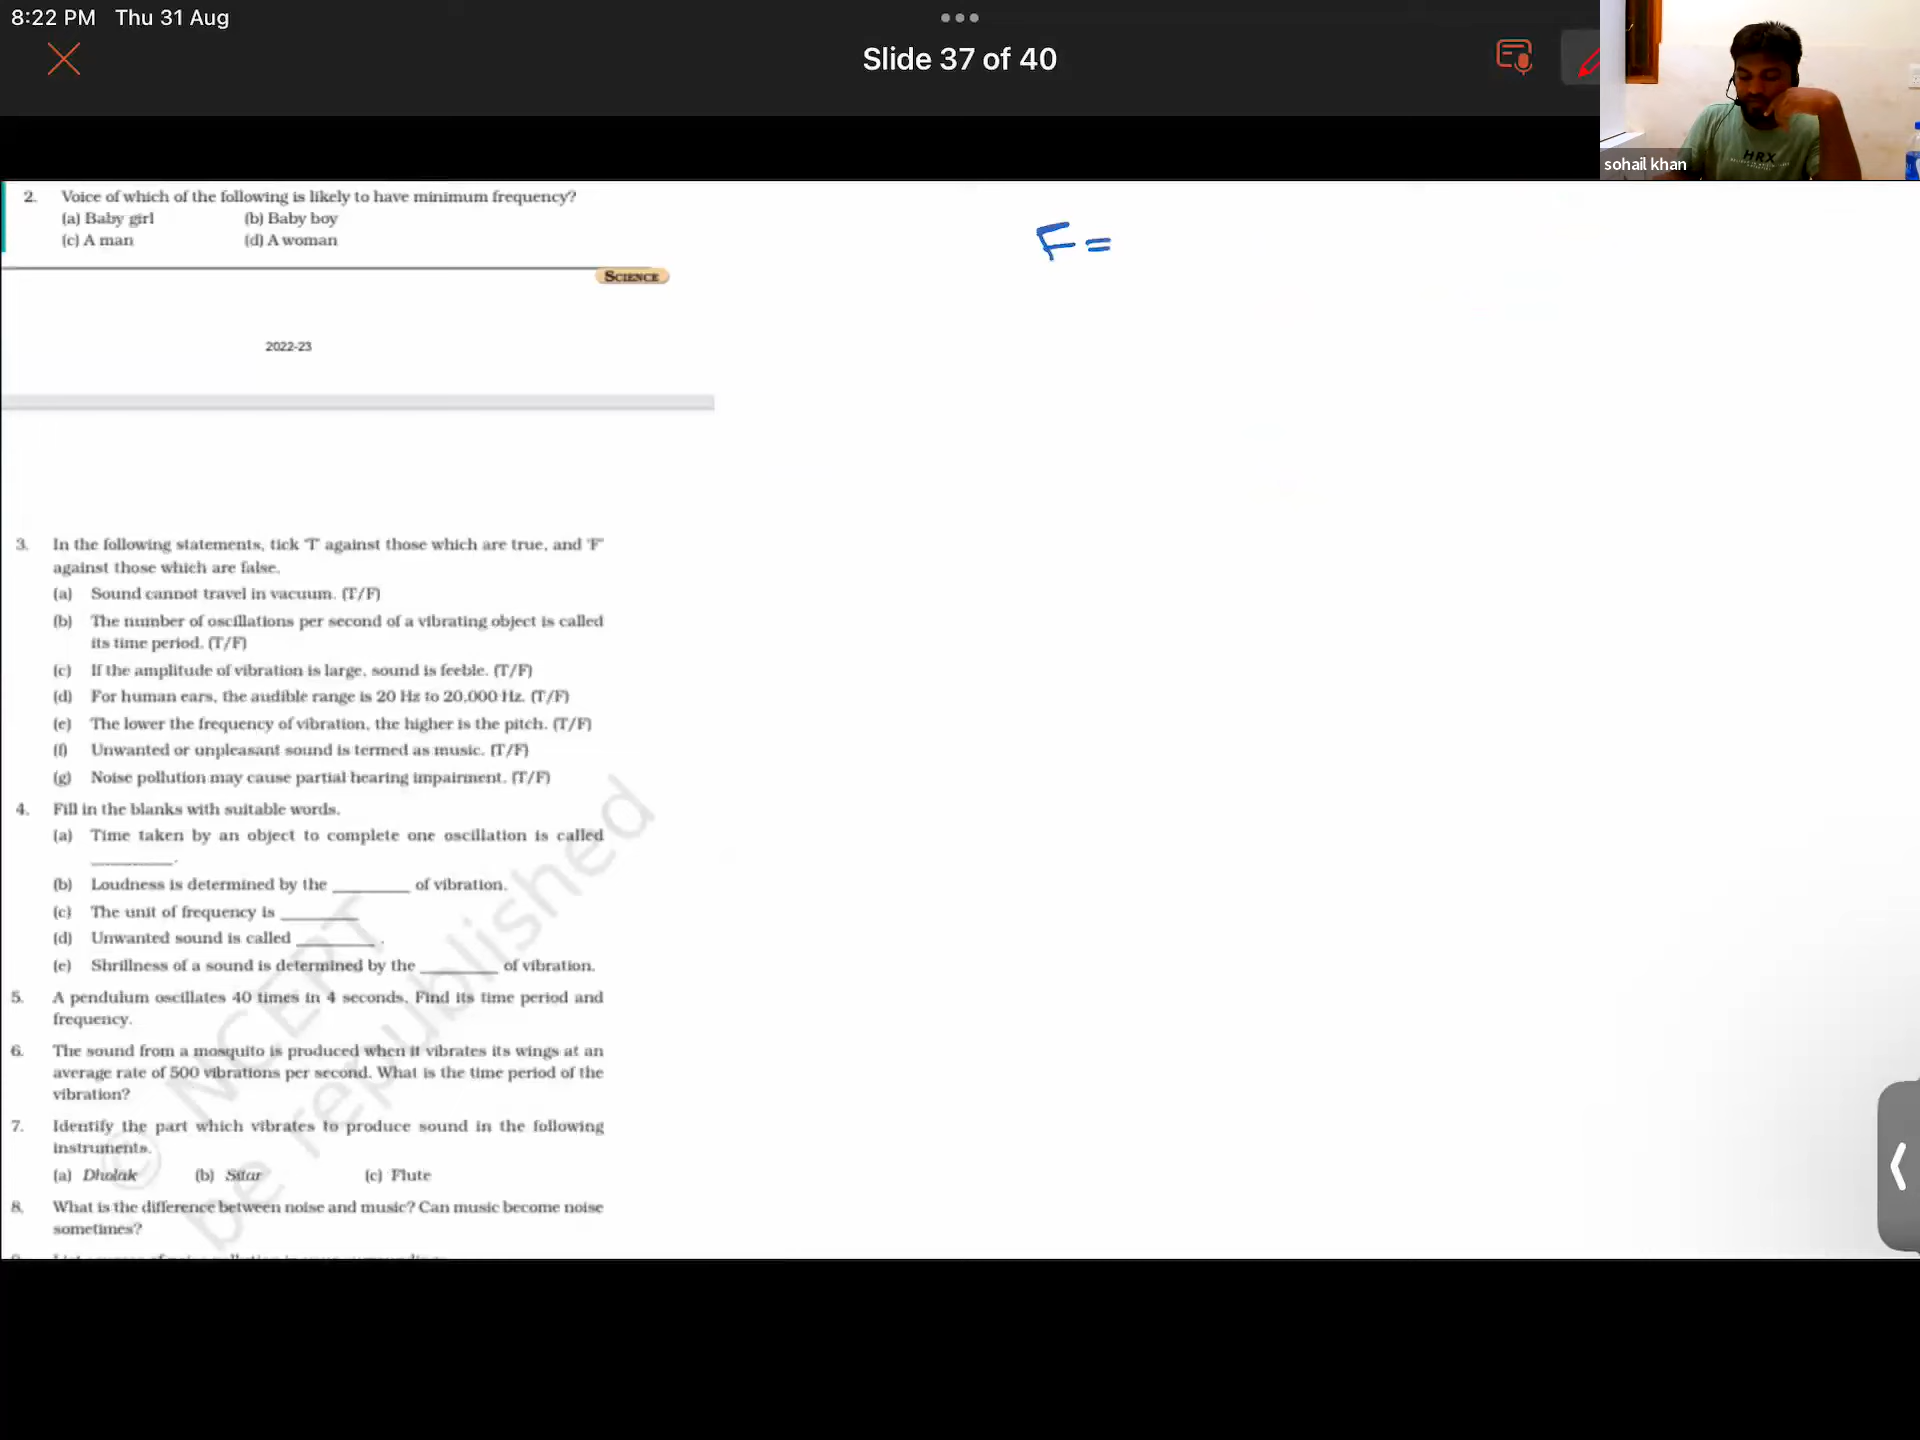 8:22 PM Thu 31 Aug
Slide 37 of 40
sohail khan
HRX
2. Voice of which of the following is likely to have minimum frequency?
(a) Baby girl (b) Baby boy
(c) A man (d) A woman
F =
SCIENCE
2022-23
3. In the following statements, tick 'T' against those which are true, and 'F'
against those which are false.
(a) Sound cannot travel in vacuum. (T/F)
(b) The number of oscillations per second of a vibrating object is called
its time period. (T/F)
(c) If the amplitude of vibration is large, sound is feeble. (T/F)
(d) For human ears, the audible range is 20 Hz to 20,000 Hz. (T/F)
(e) The lower the frequency of vibration, the higher is the pitch. (T/F)
(f) Unwanted or unpleasant sound is termed as music. (T/F)
(g) Noise pollution may cause partial hearing impairment. (T/F)
4. Fill in the blanks with suitable words.
(a) Time taken by an object to complete one oscillation is called
__________.
(b) Loudness is determined by the __________ of vibration.
(c) The unit of frequency is __________
(d) Unwanted sound is called __________ .
(e) Shrillness of a sound is determined by the __________ of vibration.
5. A pendulum oscillates 40 times in 4 seconds. Find its time period and
frequency.
6. The sound from a mosquito is produced when it vibrates its wings at an
average rate of 500 vibrations per second. What is the time period of the
vibration?
7. Identify the part which vibrates to produce sound in the following
instruments.
(a) Dholak (b) Sitar (c) Flute
8. What is the difference between noise and music? Can music become noise
sometimes?
© NCERT
be republished